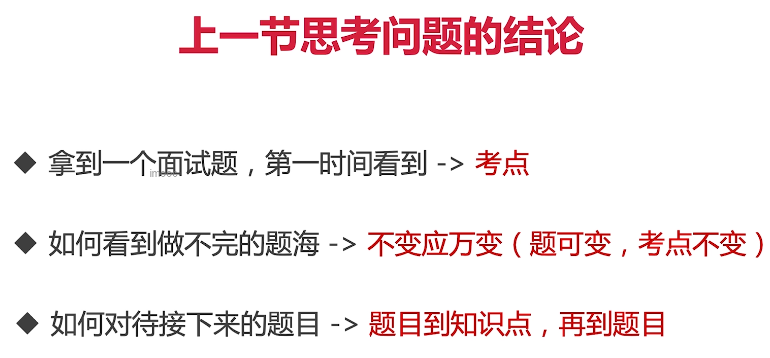 上一节思考问题的结论
◆ 拿到一个面试题，第一时间看到 -> 考点
◆ 如何看到做不完的题海 -> 不变应万变（题可变，考点不变）
◆ 如何对待接下来的题目 -> 题目到知识点，再到题目